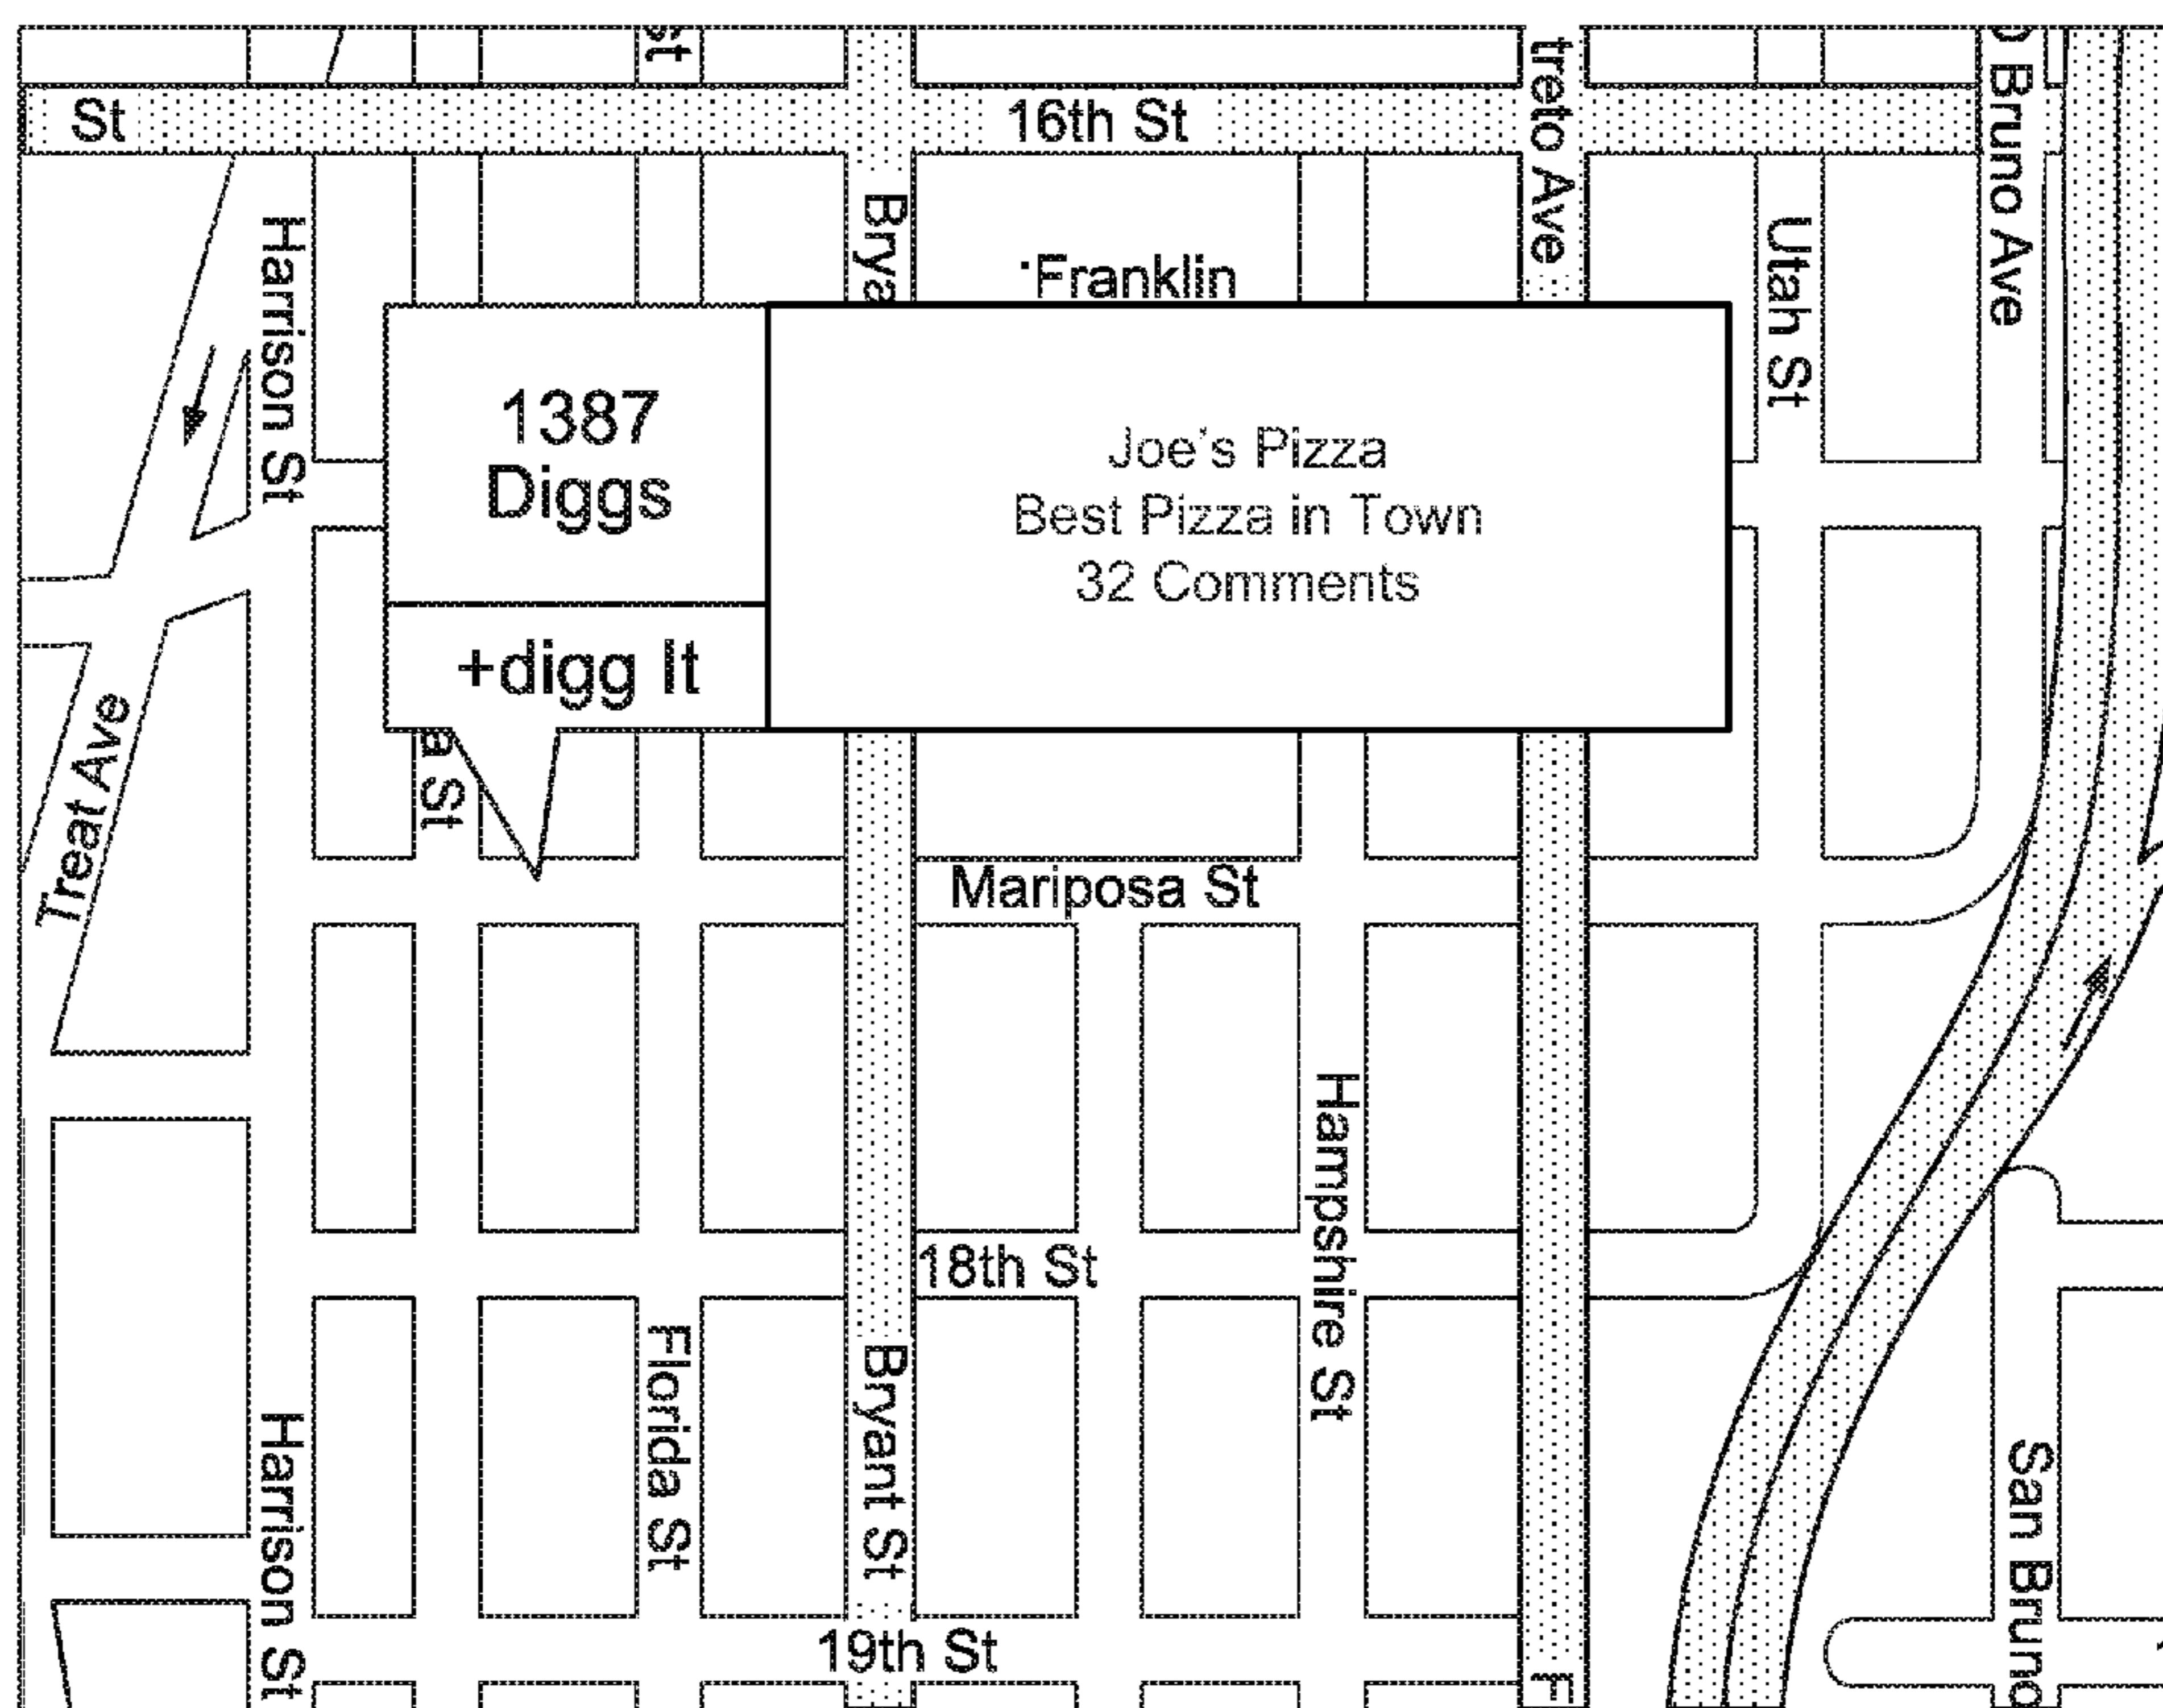 st
St
16th St
treto Ave
Bruno Ave
Harrison St
Brya
Franklin
Utah St
1387
Diggs
Joe's Pizza
Best Pizza in Town
32 Comments
+digg It
a St
Treat Ave
Mariposa St
Hampshire St
18th St
Florida St
Bryant St
Harrison St
San Bruno
19th St